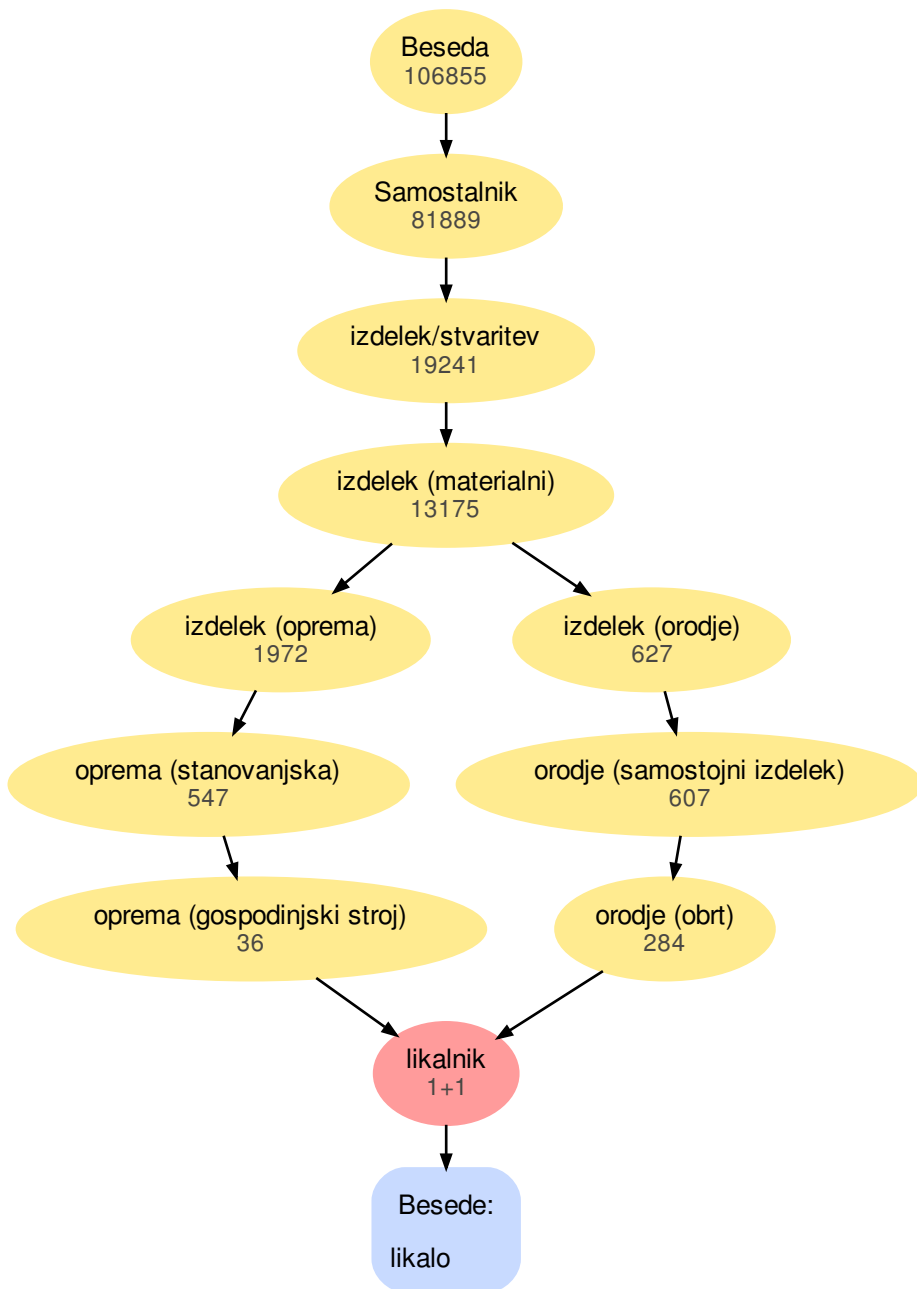 Beseda
106855
Samostalnik
81889
izdelek/stvaritev
19241
izdelek (materialni)
13175
izdelek (oprema)
1972
izdelek (orodje)
627
oprema (stanovanjska)
547
orodje (samostojni izdelek)
607
oprema (gospodinjski stroj)
36
orodje (obrt)
284
likalnik
1+1
Besede:
likalo